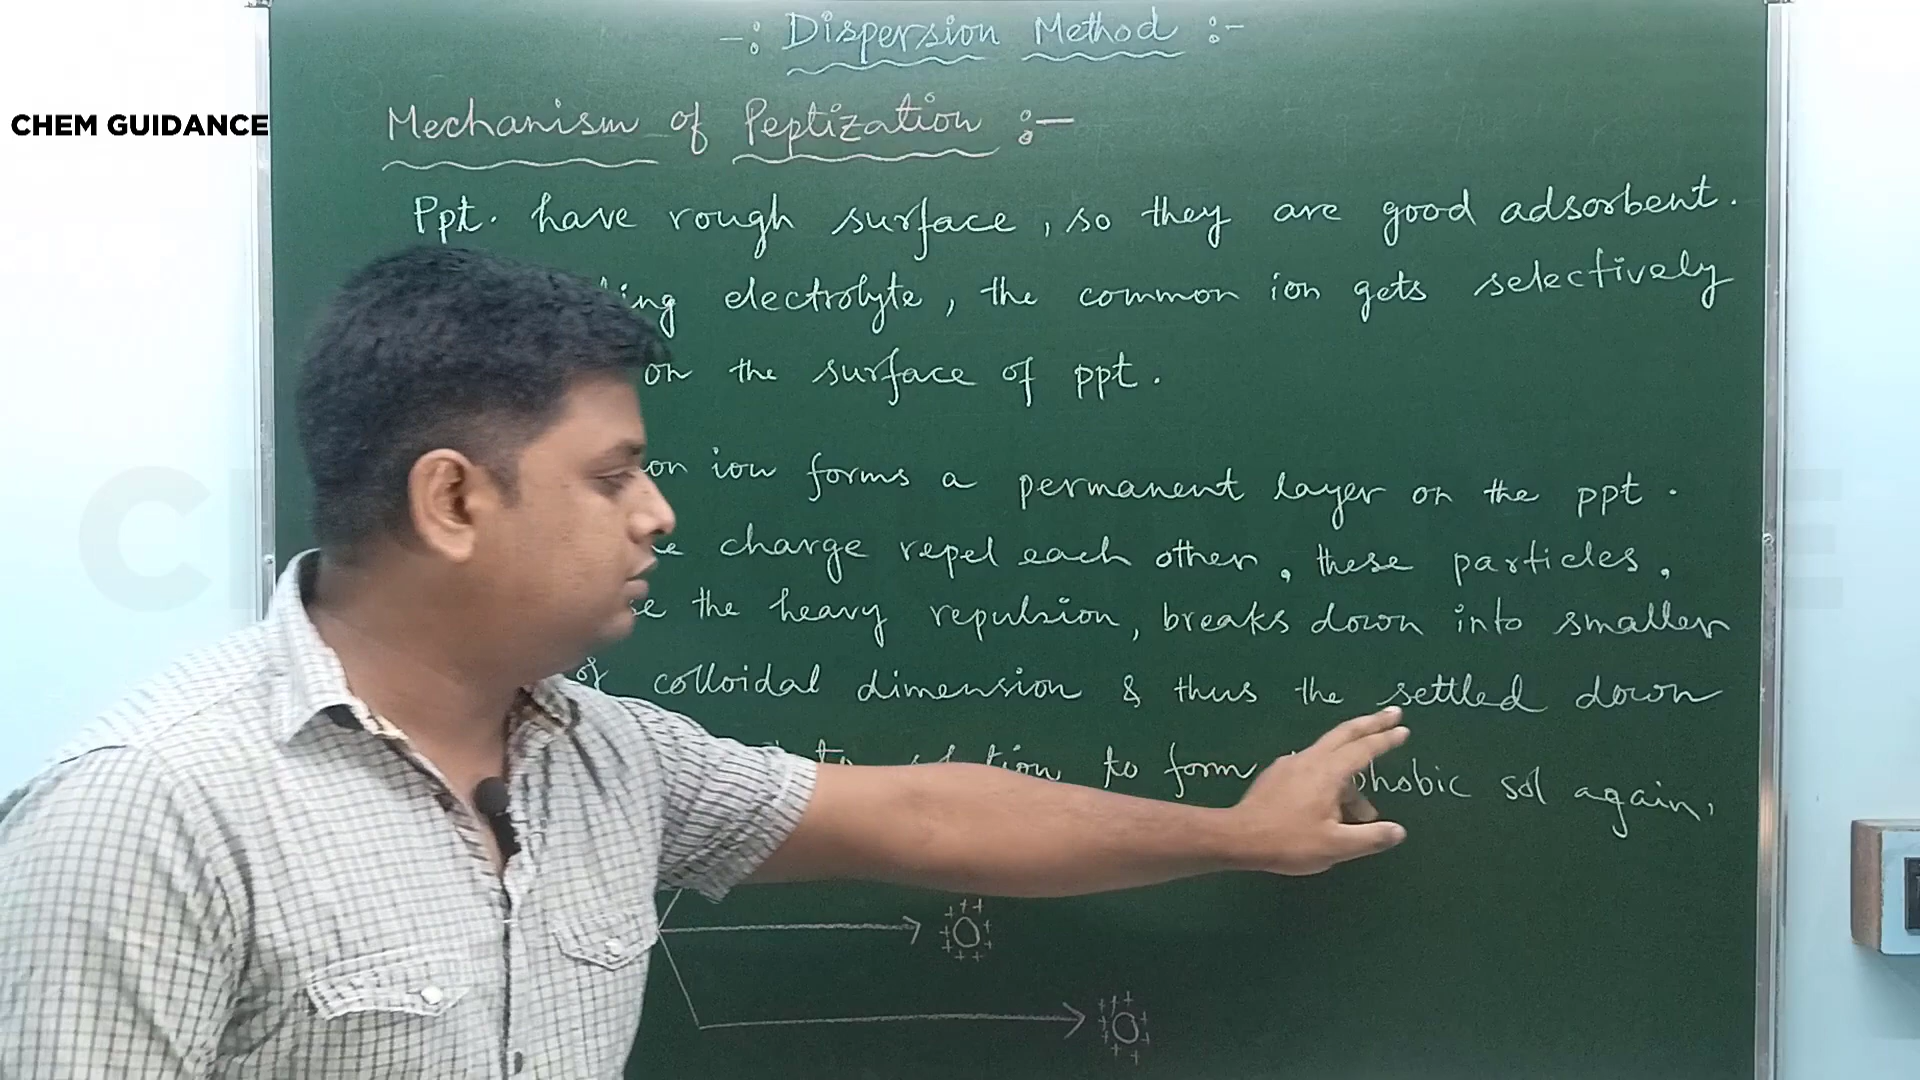 -: Dispersion Method :-
CHEM GUIDANCE
Mechanism of Peptization :-
Ppt. have rough surface, so they are good adsorbent.
electrolyte, the common ion gets selectively
on the surface of ppt.
ion forms a permanent layer on the ppt.
charge repel each other, these particles,
the heavy repulsion, breaks down into smaller
of colloidal dimension & thus the settled down
to form sol again,